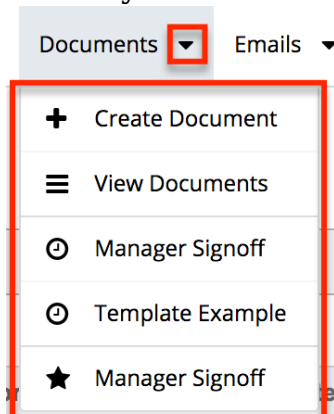 Documents Emails
Create Document
View Documents
Manager Signoff
Template Example
Manager Signoff